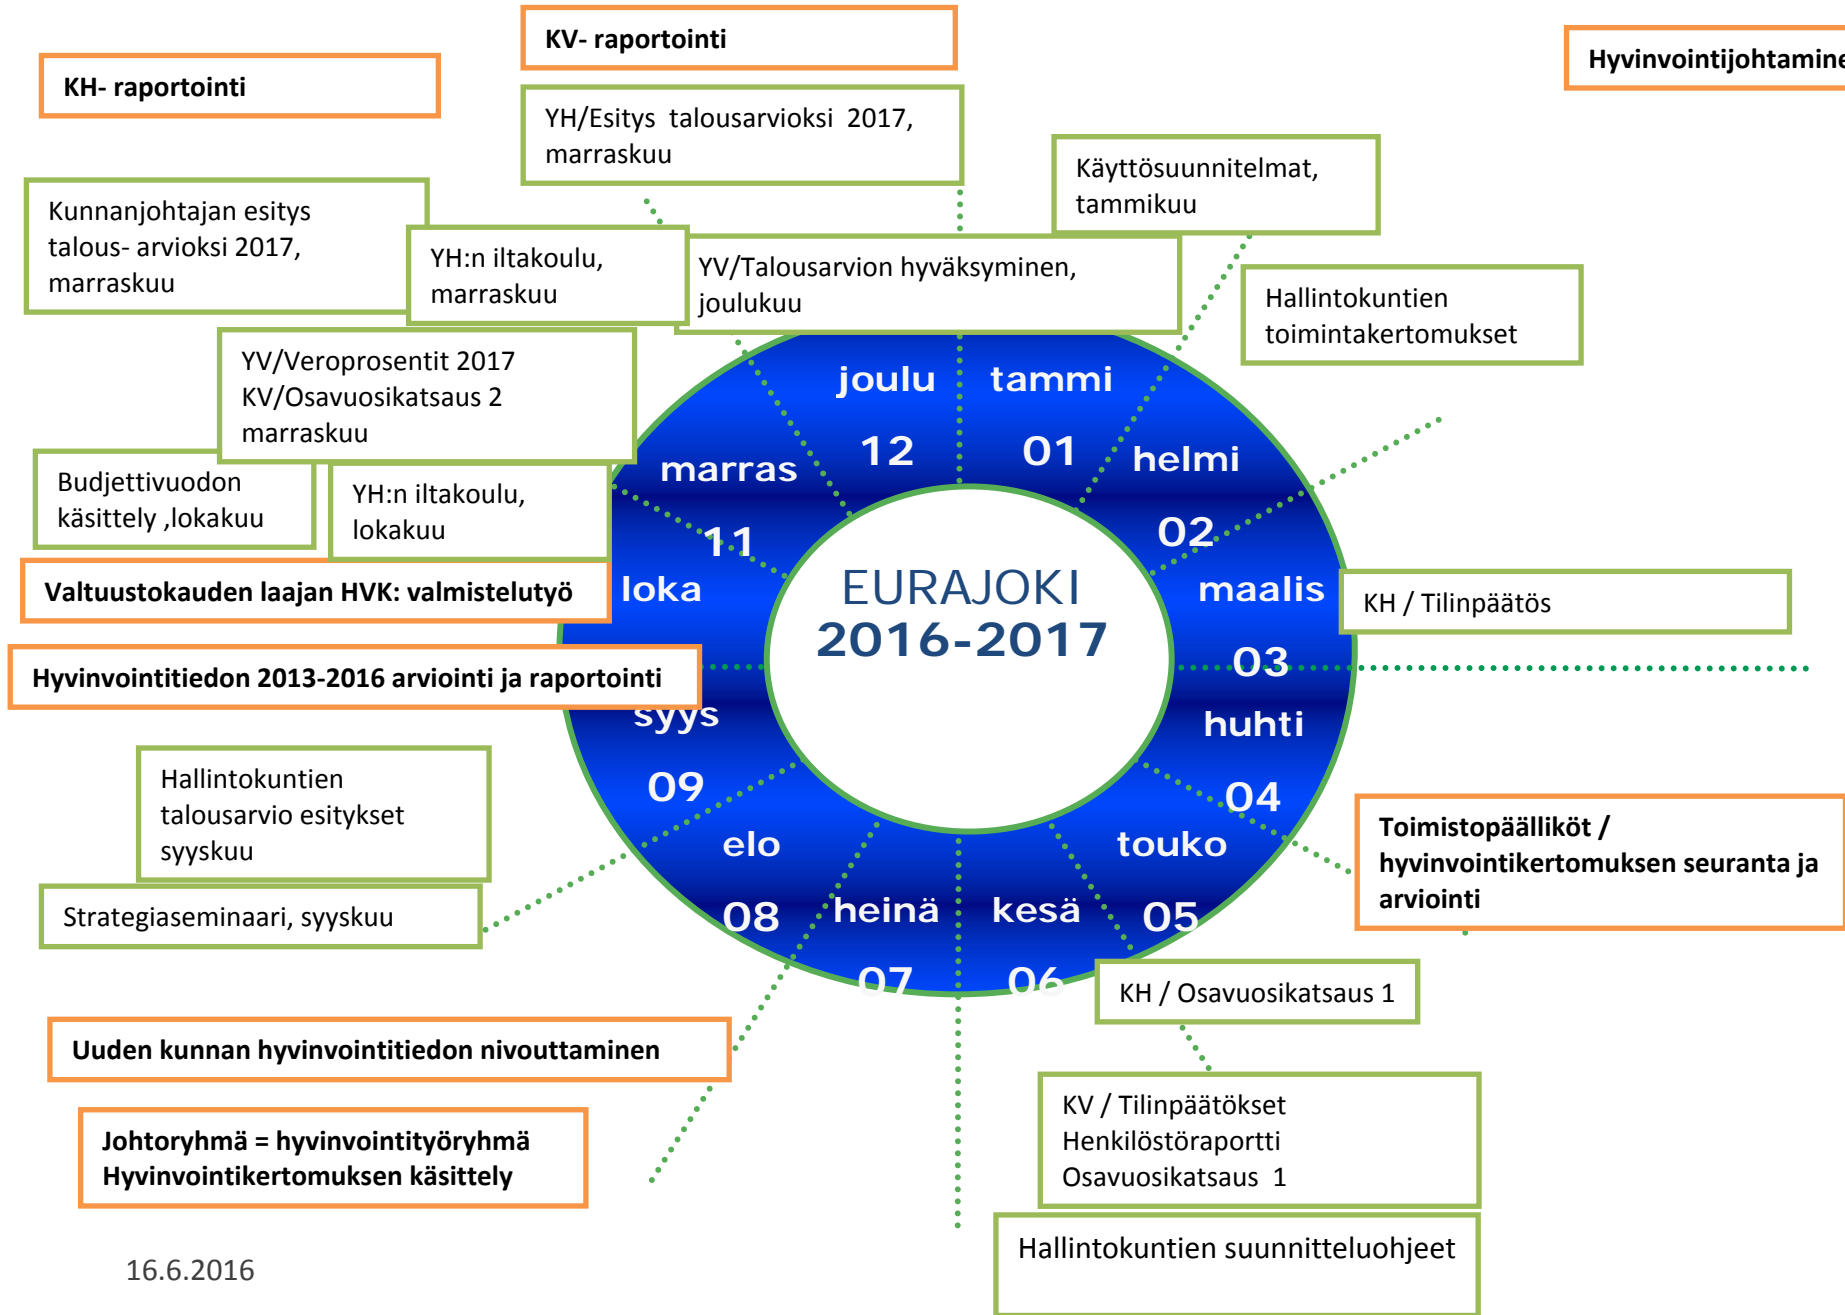 KV- raportointi
KH- raportointi
Hyvinvointijohtamine
YH/Esitys talousarvioksi 2017,
marraskuu
Käyttösuunnitelmat,
tammikuu
Kunnanjohtajan esitys
talous- arvioksi 2017,
marraskuu
YH:n iltakoulu,
marraskuu
YV/Talousarvion hyväksyminen,
joulukuu
Hallintokuntien
toimintakertomukset
YV/Veroprosentit 2017
KV/Osavuosikatsaus 2
marraskuu
Budjettivuodon
käsittely ,lokakuu
YH:n iltakoulu,
lokakuu
Valtuustokauden laajan HVK: valmistelutyö
Hyvinvointitiedon 2013-2016 arviointi ja raportointi
joulu
12
tammi
01
helmi
02
marras
11
loka
maalis
03
EURAJOKI
2016-2017
KH / Tilinpäätös
syys
09
huhti
04
elo
08
touko
05
heinä
07
kesä
06
Hallintokuntien
talousarvio esitykset
syyskuu
Strategiaseminaari, syyskuu
Toimistopäälliköt /
hyvinvointikertomuksen seuranta ja
arviointi
KH / Osavuosikatsaus 1
Uuden kunnan hyvinvointitiedon nivouttaminen
Johtoryhmä = hyvinvointityöryhmä
Hyvinvointikertomuksen käsittely
KV / Tilinpäätökset
Henkilöstöraportti
Osavuosikatsaus 1
Hallintokuntien suunnitteluohjeet
16.6.2016